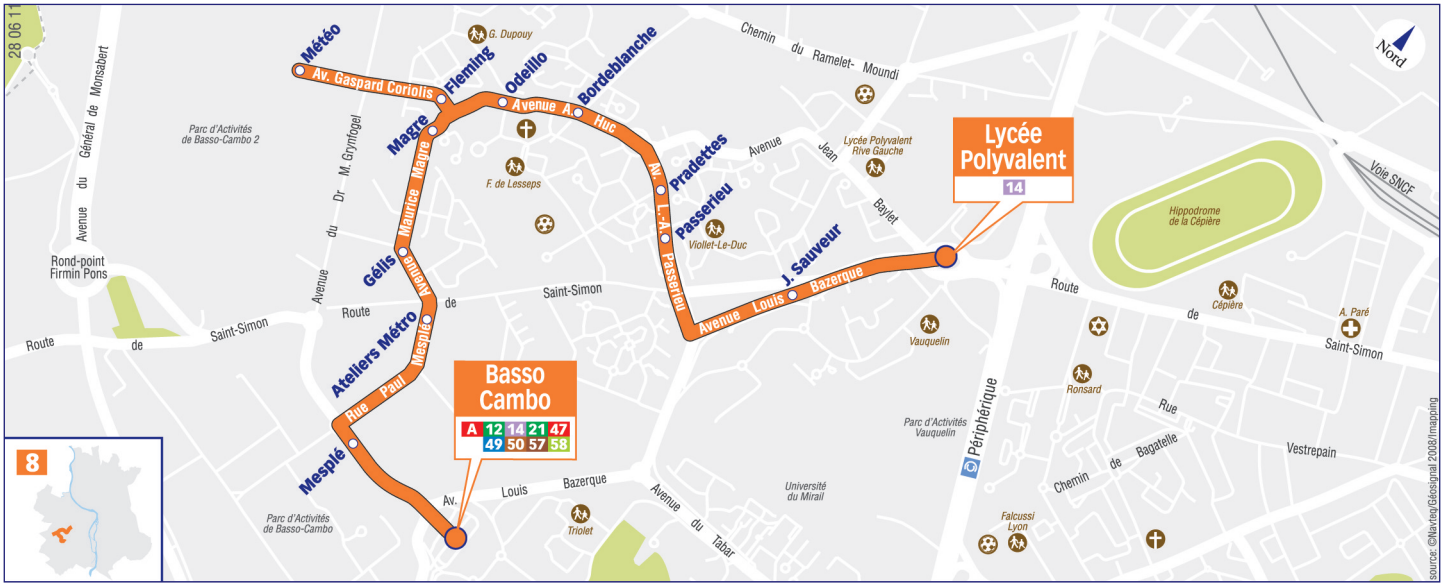 28 06 11
Avenue du Général de Monsabert
Parc d'Activités
de Basso-Cambo 2
Météo
Av. Gaspard Coriolis
Fleming
G. Dupouy
Odeillo
Bordeblanche
Avenue A. Huc
Magre
Chemin du Ramelet- Moundi
Nord
Avenue du Dr M. Grynfogel
Avenue Maurice Magre
F. de Lesseps
Av. L.-A. Passerieu
Pradettes
Passerieu
Viollet-Le-Duc
Avenue Jean Baylet
Lycée Polyvalent
Rive Gauche
Lycée
Polyvalent
14
Voie SNCF
Hippodrome
de la Cépière
Rond-point
Firmin Pons
Gélis
J. Sauveur
Avenue Louis Bazerque
Route de Saint-Simon
Route de Saint-Simon
Route de Saint-Simon
Cépière
A. Paré
Vauquelin
Ronsard
Ateliers Métro
Rue Paul Mesplé
Basso
Cambo
A 12 14 21 47
49 50 57 58
Parc d'Activités
Vauquelin
Périphérique
Rue Vestrepain
Chemin de Bagatelle
Mesplé
8
Parc d'Activités
de Basso-Cambo
Av. Louis Bazerque
Triolet
Avenue du Tabar
Université
du Mirail
Falcussi
Lyon
source: ©Navteq/Géosignal 2008/Imapping